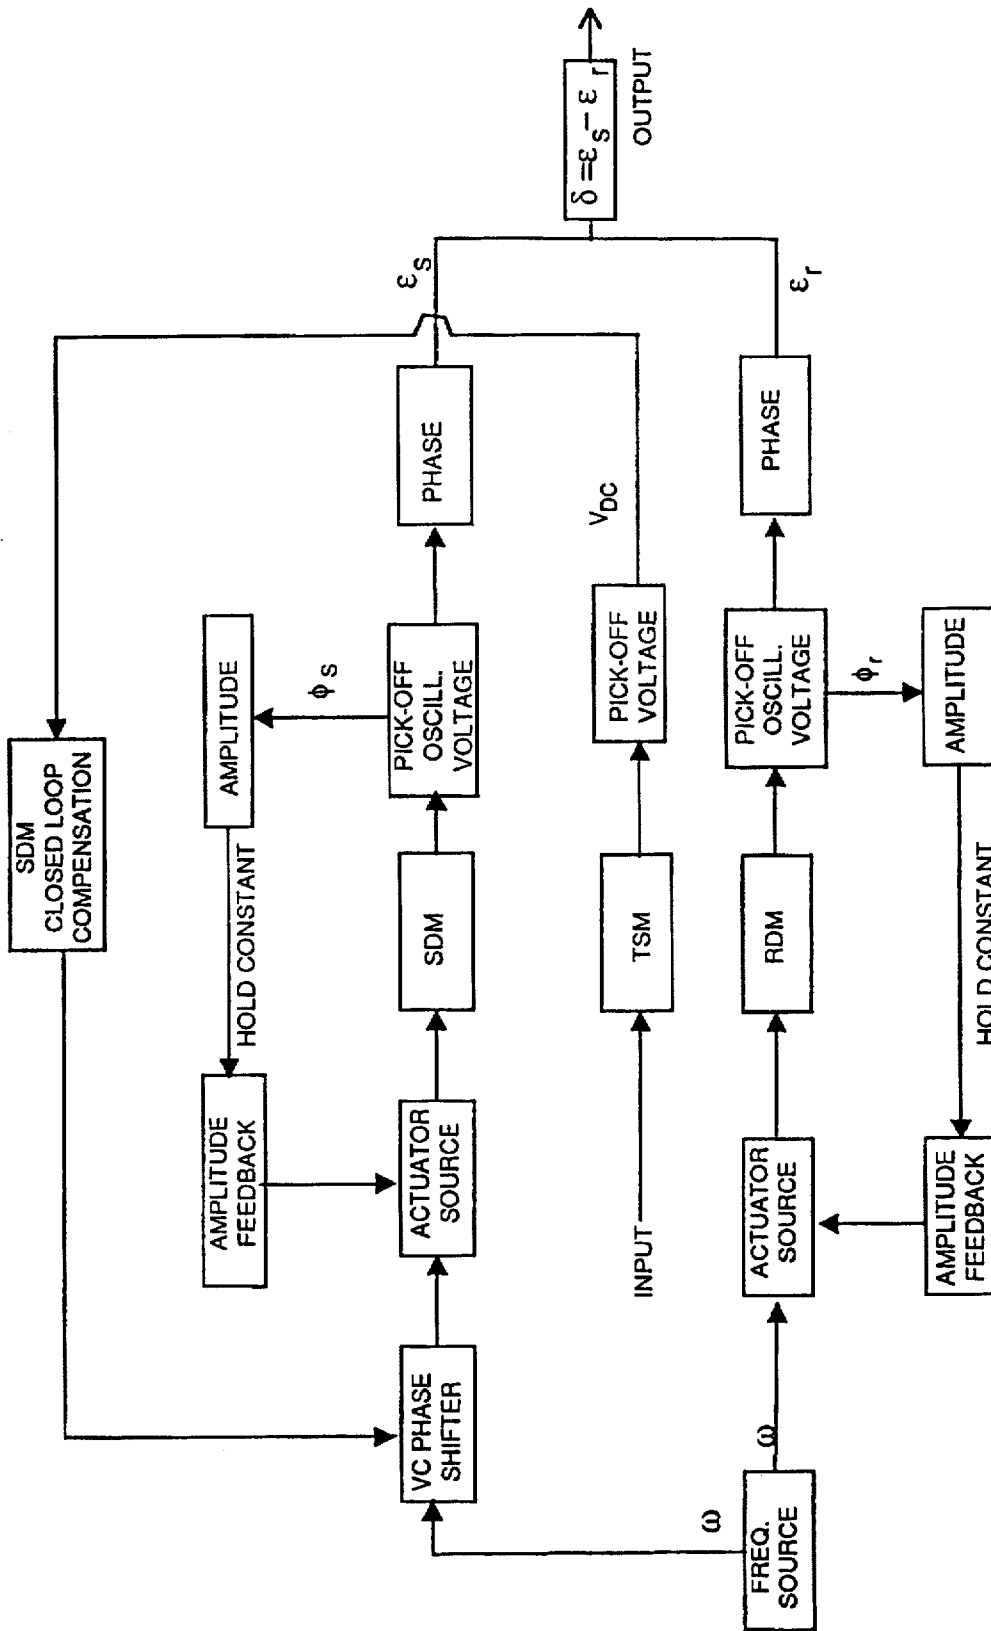 SDM
CLOSED LOOP
COMPENSATION
AMPLITUDE
FEEDBACK
HOLD CONSTANT
AMPLITUDE
ϕs
VC PHASE
SHIFTER
ACTUATOR
SOURCE
SDM
PICK-OFF
OSCILL.
VOLTAGE
PHASE
εs
δ = εs – εr
OUTPUT
INPUT
TSM
PICK-OFF
VOLTAGE
VDC
ω
FREQ.
SOURCE
ω
ACTUATOR
SOURCE
RDM
PICK-OFF
OSCILL.
VOLTAGE
PHASE
εr
ϕr
AMPLITUDE
FEEDBACK
HOLD CONSTANT
AMPLITUDE